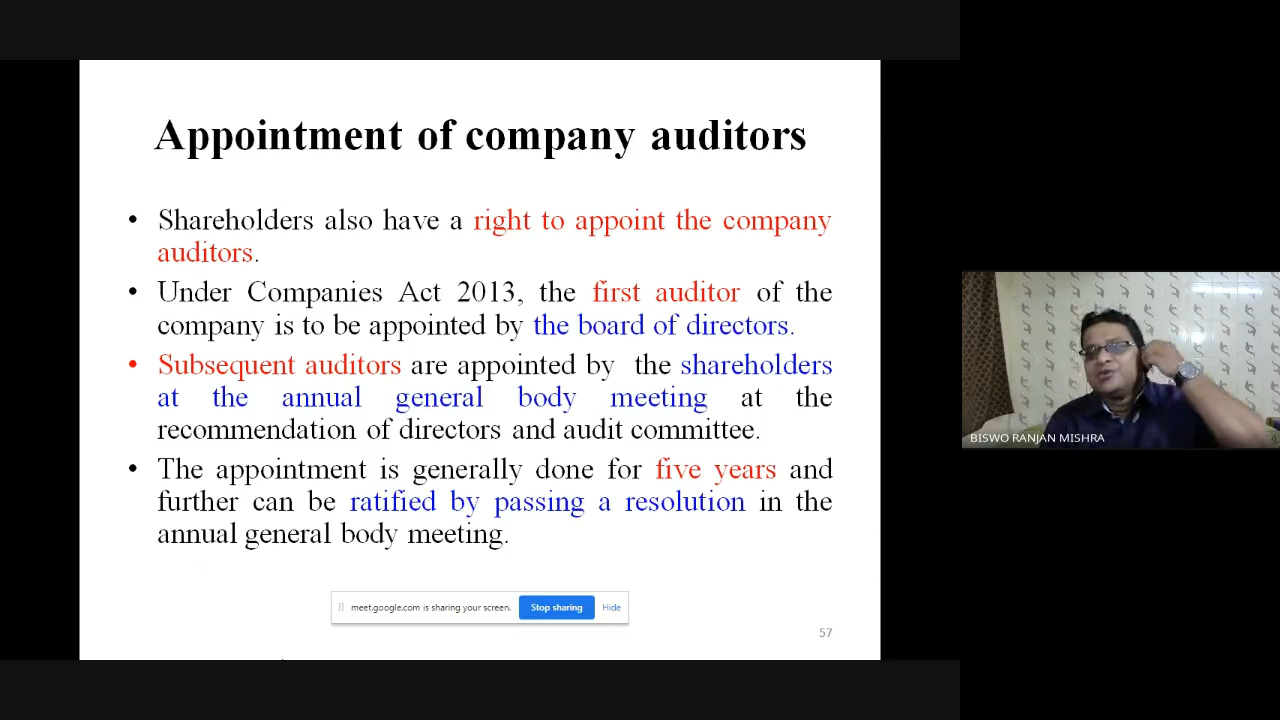 Appointment of company auditors
• Shareholders also have a right to appoint the company
auditors.
• Under Companies Act 2013, the first auditor of the
company is to be appointed by the board of directors.
• Subsequent auditors are appointed by the shareholders
at the annual general body meeting at the
recommendation of directors and audit committee.
• The appointment is generally done for five years and
further can be ratified by passing a resolution in the
annual general body meeting.
meet.google.com is sharing your screen. Stop sharing Hide
57
BISWO RANJAN MISHRA